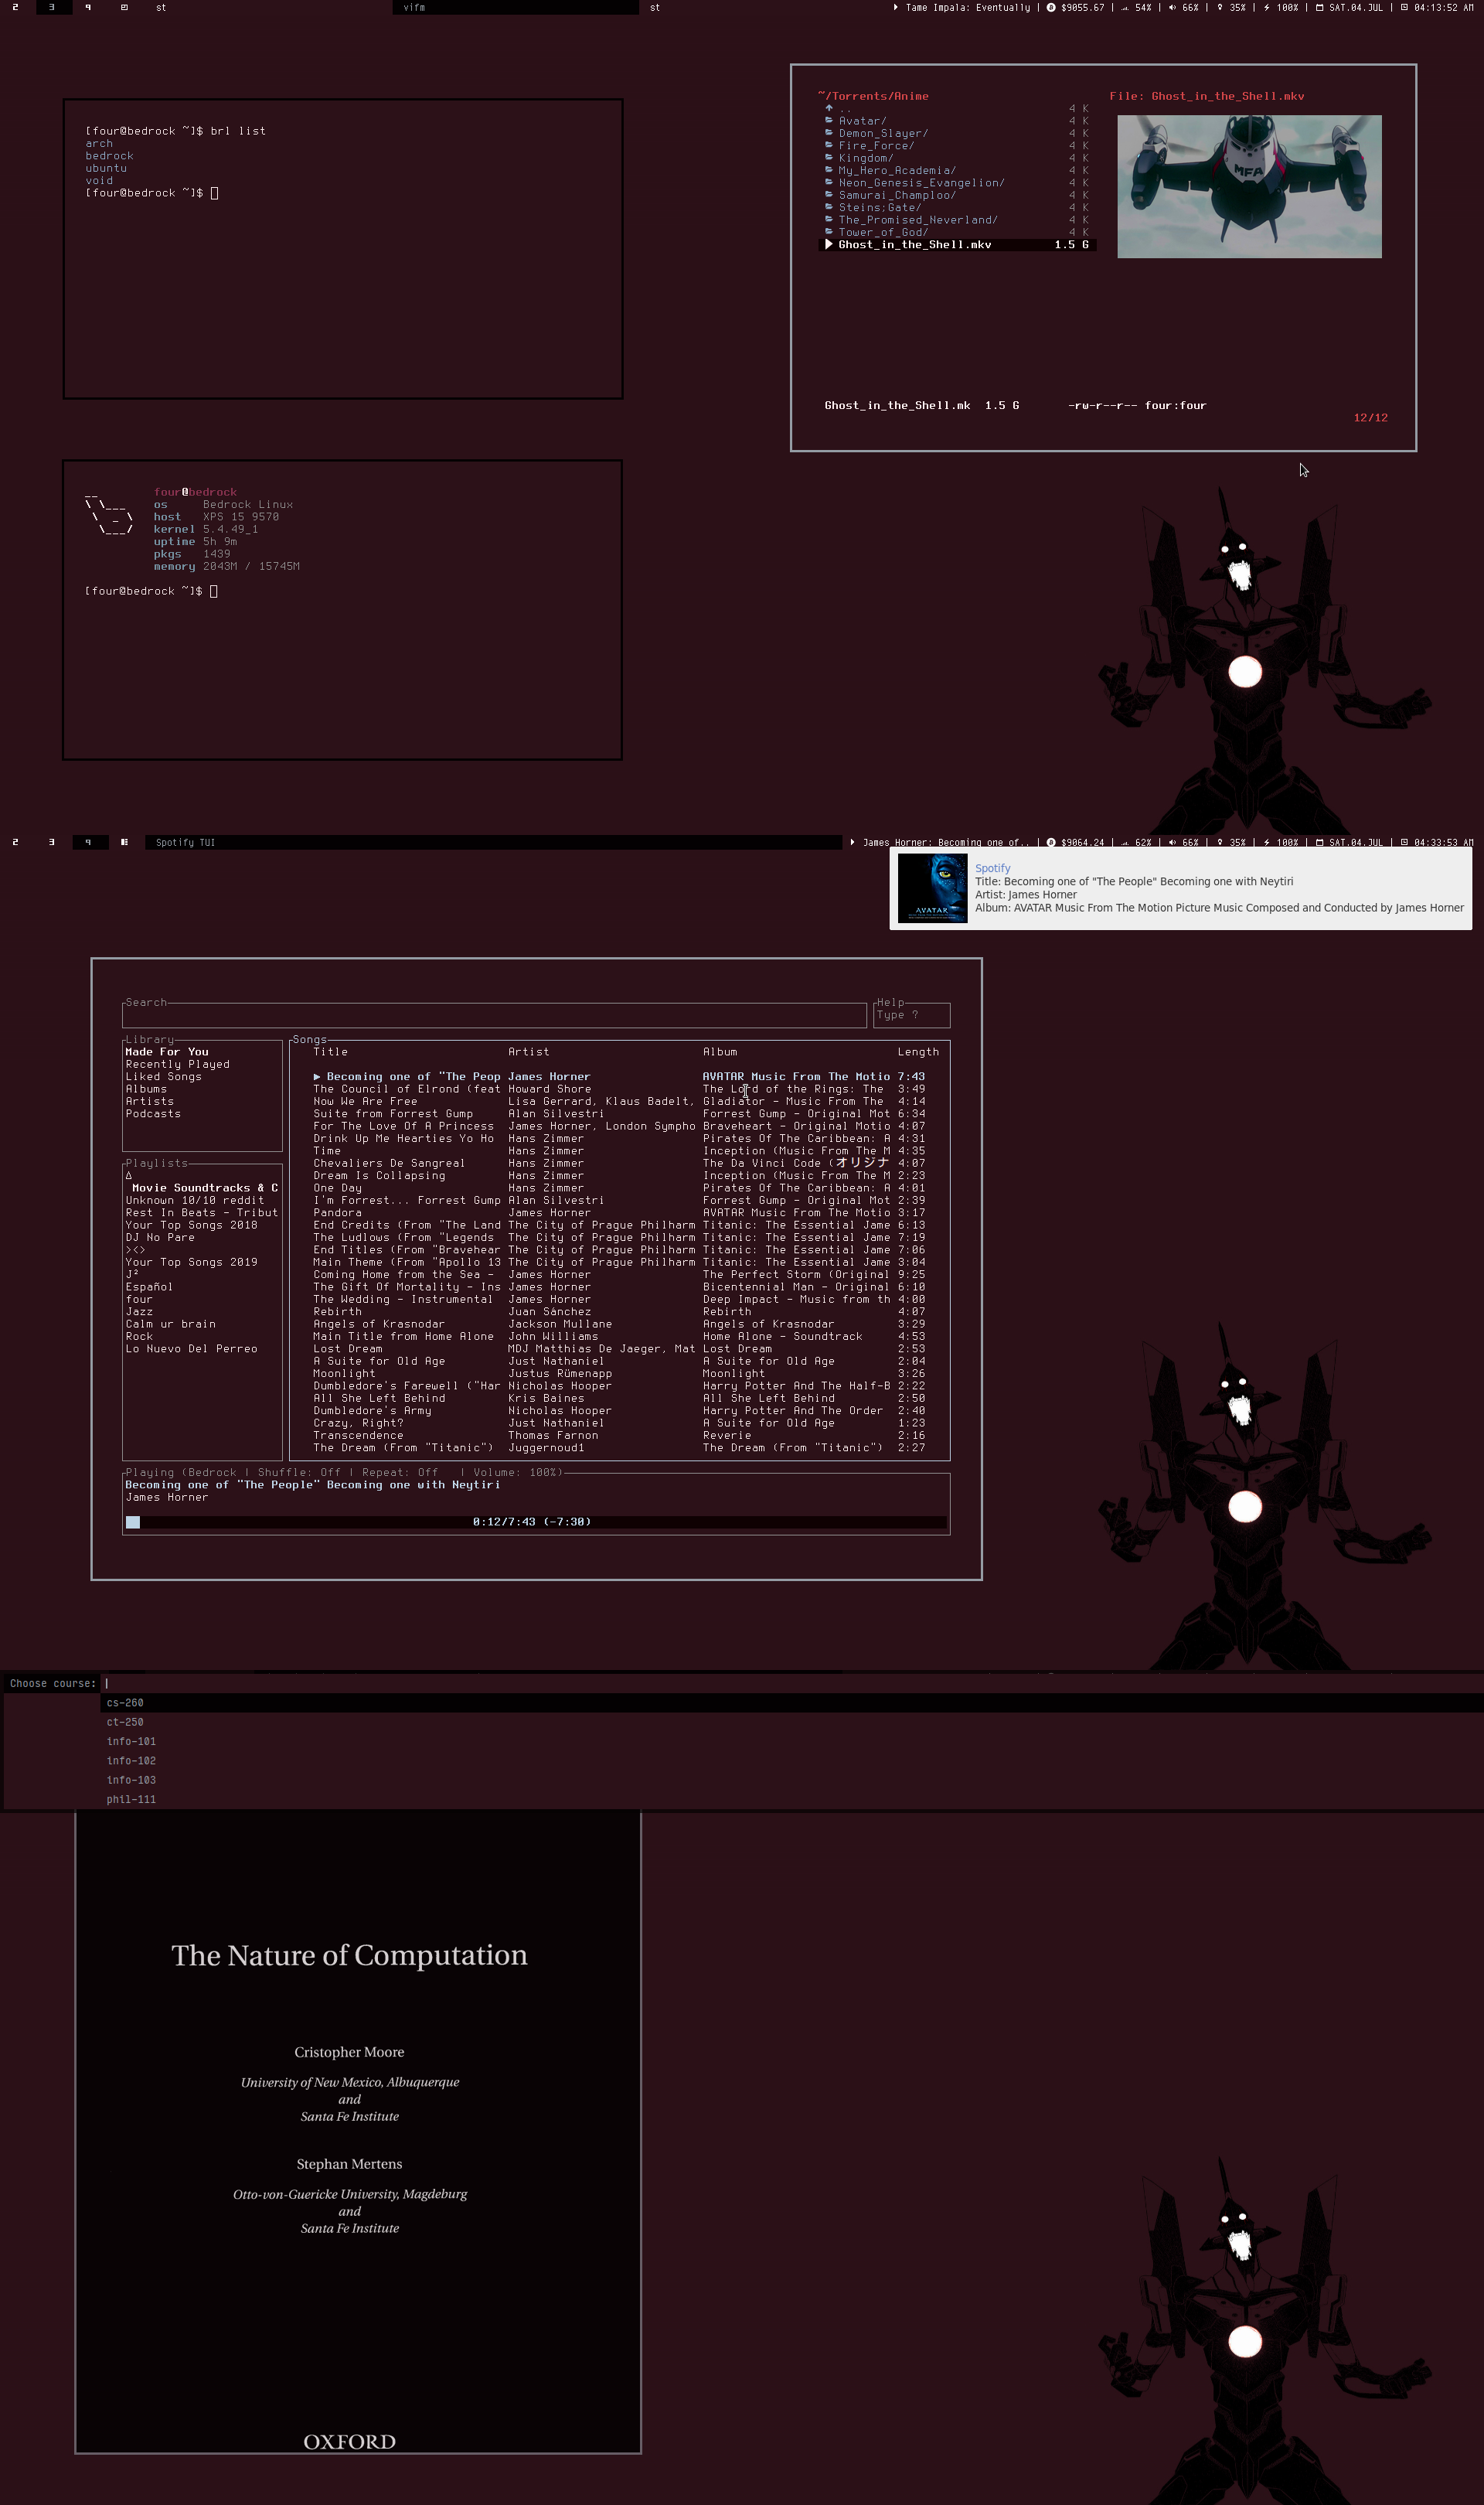 2 3 9 st vifm st Tame Impala: Eventually | $9055.67 | 54% | 66% | 35% | 100% | SAT.04.JUL | 04:13:52 AM
[four@bedrock ~]$ brl list
arch
bedrock
ubuntu
void
[four@bedrock ~]$
~/Torrents/Anime File: Ghost_in_the_Shell.mkv
.. 4 K
Avatar/ 4 K
Demon_Slayer/ 4 K
Fire_Force/ 4 K
Kingdom/ 4 K
My_Hero_Academia/ 4 K
Neon_Genesis_Evangelion/ 4 K
Samurai_Champloo/ 4 K
Steins;Gate/ 4 K
The_Promised_Neverland/ 4 K
Tower_of_God/ 4 K
Ghost_in_the_Shell.mkv 1.5 G
MFA
Ghost_in_the_Shell.mk 1.5 G -rw-r--r-- four:four
12/12
four@bedrock
os Bedrock Linux
host XPS 15 9570
kernel 5.4.49_1
uptime 5h 9m
pkgs 1439
memory 2043M / 15745M
[four@bedrock ~]$
2 3 9 Spotify TUI James Horner: Becoming one of.. | $9064.24 | 62% | 66% | 35% | 100% | SAT.04.JUL | 04:33:53 AM
Spotify
Title: Becoming one of "The People" Becoming one with Neytiri
Artist: James Horner
Album: AVATAR Music From The Motion Picture Music Composed and Conducted by James Horner
AVATAR
Search
Help
Type ?
Library
Made For You
Recently Played
Liked Songs
Albums
Artists
Podcasts
Playlists
Δ
Movie Soundtracks & C
Unknown 10/10 reddit
Rest In Beats - Tribut
Your Top Songs 2018
DJ No Pare
><>
Your Top Songs 2019
J²
Español
four
Jazz
Calm ur brain
Rock
Lo Nuevo Del Perreo
Songs
Title Artist Album Length
▶ Becoming one of "The Peop James Horner AVATAR Music From The Motio 7:43
The Council of Elrond (feat Howard Shore The Lord of the Rings: The 3:49
Now We Are Free Lisa Gerrard, Klaus Badelt, Gladiator - Music From The 4:14
Suite from Forrest Gump Alan Silvestri Forrest Gump - Original Mot 6:34
For The Love Of A Princess James Horner, London Sympho Braveheart - Original Motio 4:07
Drink Up Me Hearties Yo Ho Hans Zimmer Pirates Of The Caribbean: A 4:31
Time Hans Zimmer Inception (Music From The M 4:35
Chevaliers De Sangreal Hans Zimmer The Da Vinci Code (オリジナ 4:07
Dream Is Collapsing Hans Zimmer Inception (Music From The M 2:23
One Day Hans Zimmer Pirates Of The Caribbean: A 4:01
I'm Forrest... Forrest Gump Alan Silvestri Forrest Gump - Original Mot 2:39
Pandora James Horner AVATAR Music From The Motio 3:17
End Credits (From "The Land The City of Prague Philharm Titanic: The Essential Jame 6:13
The Ludlows (From "Legends The City of Prague Philharm Titanic: The Essential Jame 7:19
End Titles (From "Bravehear The City of Prague Philharm Titanic: The Essential Jame 7:06
Main Theme (From "Apollo 13 The City of Prague Philharm Titanic: The Essential Jame 3:04
Coming Home from the Sea - James Horner The Perfect Storm (Original 9:25
The Gift Of Mortality - Ins James Horner Bicentennial Man - Original 6:10
The Wedding - Instrumental James Horner Deep Impact - Music from th 4:00
Rebirth Juan Sánchez Rebirth 4:07
Angels of Krasnodar Jackson Mullane Angels of Krasnodar 3:29
Main Title from Home Alone John Williams Home Alone - Soundtrack 4:53
Lost Dream MDJ Matthias De Jaeger, Mat Lost Dream 2:53
A Suite for Old Age Just Nathaniel A Suite for Old Age 2:04
Moonlight Justus Rümenapp Moonlight 3:26
Dumbledore's Farewell ("Har Nicholas Hooper Harry Potter And The Half-B 2:22
All She Left Behind Kris Baines All She Left Behind 2:50
Dumbledore's Army Nicholas Hooper Harry Potter And The Order 2:40
Crazy, Right? Just Nathaniel A Suite for Old Age 1:23
Transcendence Thomas Farnon Reverie 2:16
The Dream (From "Titanic") Juggernoud1 The Dream (From "Titanic") 2:27
Playing (Bedrock | Shuffle: Off | Repeat: Off | Volume: 100%)
Becoming one of "The People" Becoming one with Neytiri
James Horner
0:12/7:43 (-7:30)
Choose course:
cs-260
ct-250
info-101
info-102
info-103
phil-111
The Nature of Computation
Cristopher Moore
University of New Mexico, Albuquerque
and
Santa Fe Institute
Stephan Mertens
Otto-von-Guericke University, Magdeburg
and
Santa Fe Institute
OXFORD